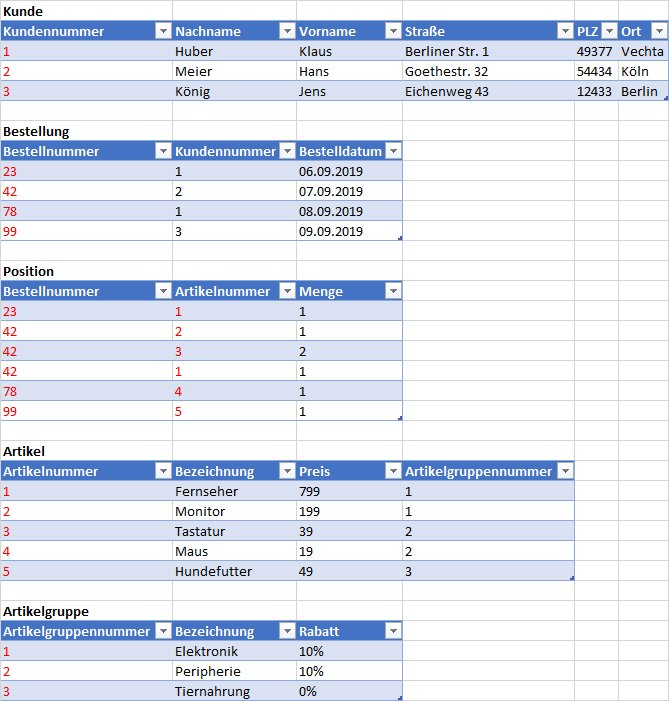 Kunde
Kundennummer Nachname Vorname Straße PLZ Ort
1 Huber Klaus Berliner Str. 1 49377 Vechta
2 Meier Hans Goethestr. 32 54434 Köln
3 König Jens Eichenweg 43 12433 Berlin
Bestellung
Bestellnummer Kundennummer Bestelldatum
23 1 06.09.2019
42 2 07.09.2019
78 1 08.09.2019
99 3 09.09.2019
Position
Bestellnummer Artikelnummer Menge
23 1 1
42 2 1
42 3 2
42 1 1
78 4 1
99 5 1
Artikel
Artikelnummer Bezeichnung Preis Artikelgruppennummer
1 Fernseher 799 1
2 Monitor 199 1
3 Tastatur 39 2
4 Maus 19 2
5 Hundefutter 49 3
Artikelgruppe
Artikelgruppennummer Bezeichnung Rabatt
1 Elektronik 10%
2 Peripherie 10%
3 Tiernahrung 0%